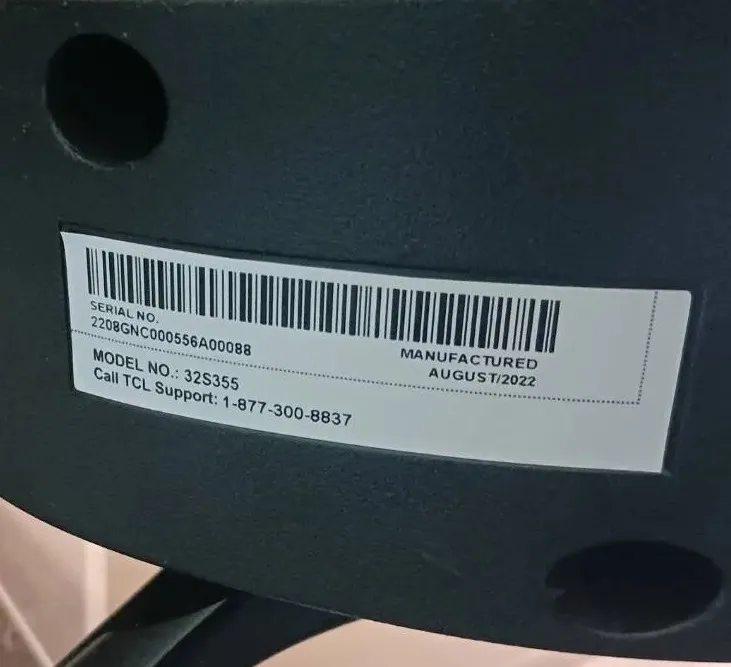 SERIAL NO.
2208GNC000556A00088
MANUFACTURED
AUGUST/2022
MODEL NO.: 32S355
Call TCL Support: 1-877-300-8837